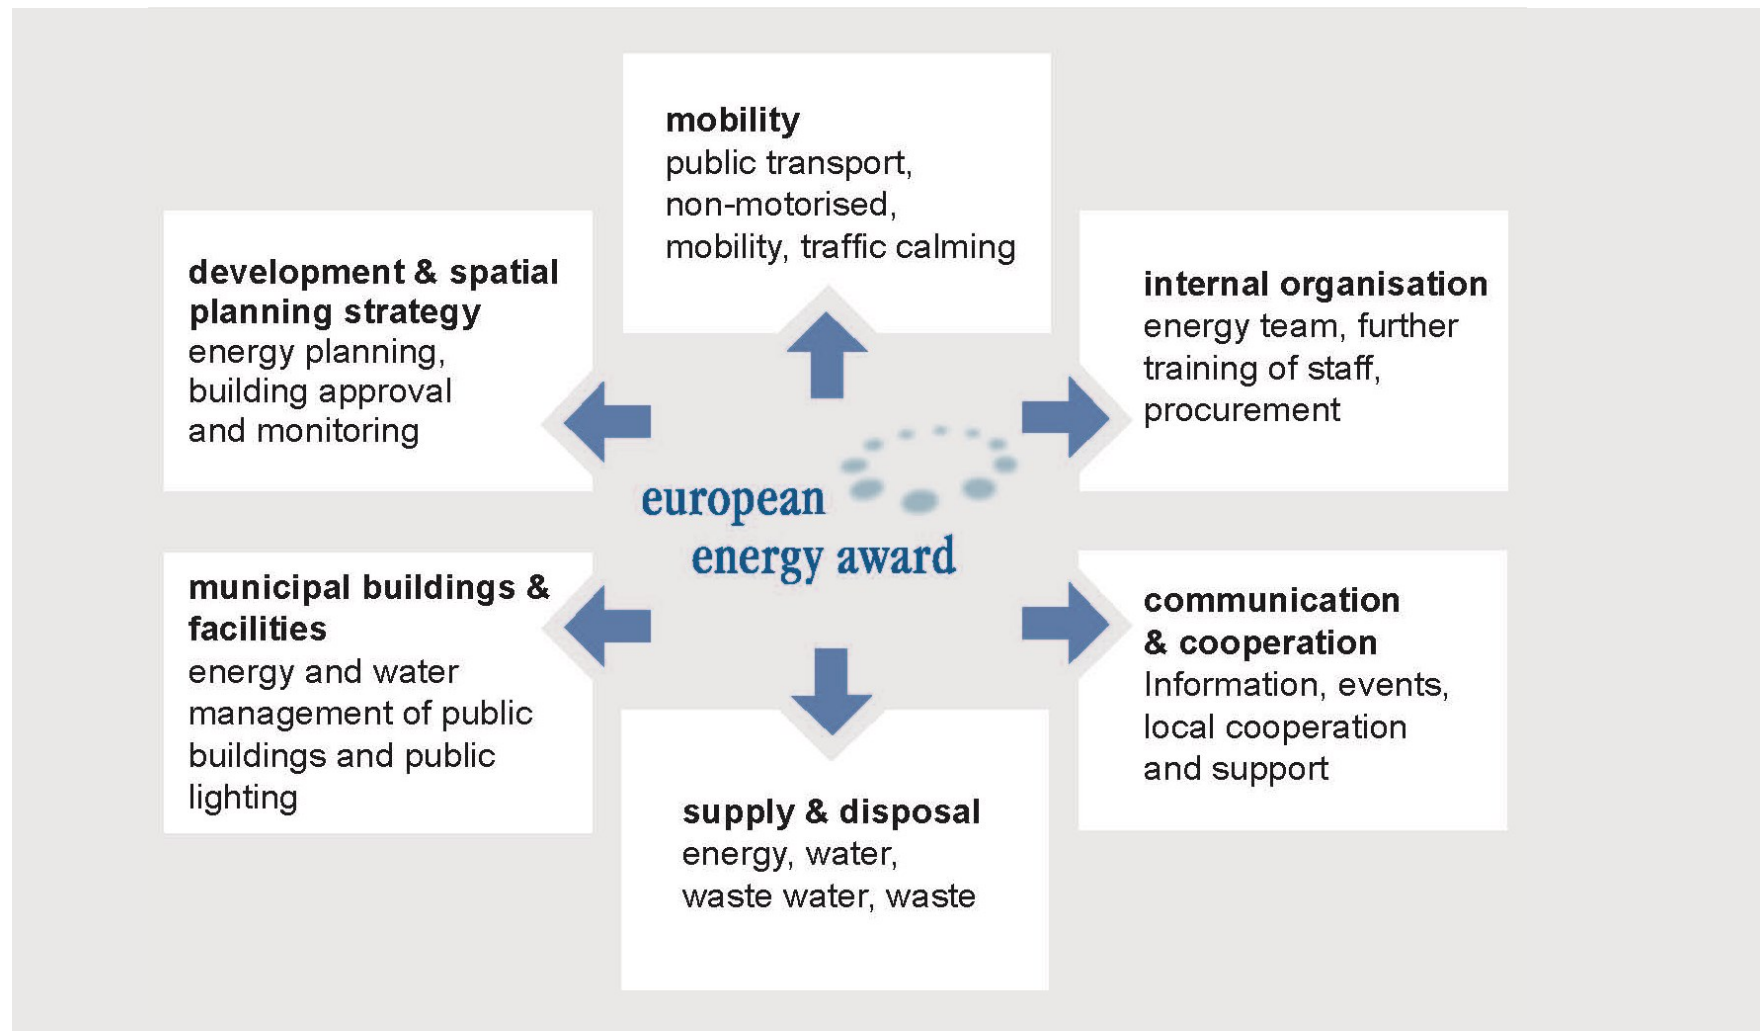 mobility
public transport,
non-motorised,
mobility, traffic calming
development & spatial
planning strategy
energy planning,
building approval
and monitoring
internal organisation
energy team, further
training of staff,
procurement
european
energy award
municipal buildings &
facilities
energy and water
management of public
buildings and public
lighting
communication
& cooperation
Information, events,
local cooperation
and support
supply & disposal
energy, water,
waste water, waste